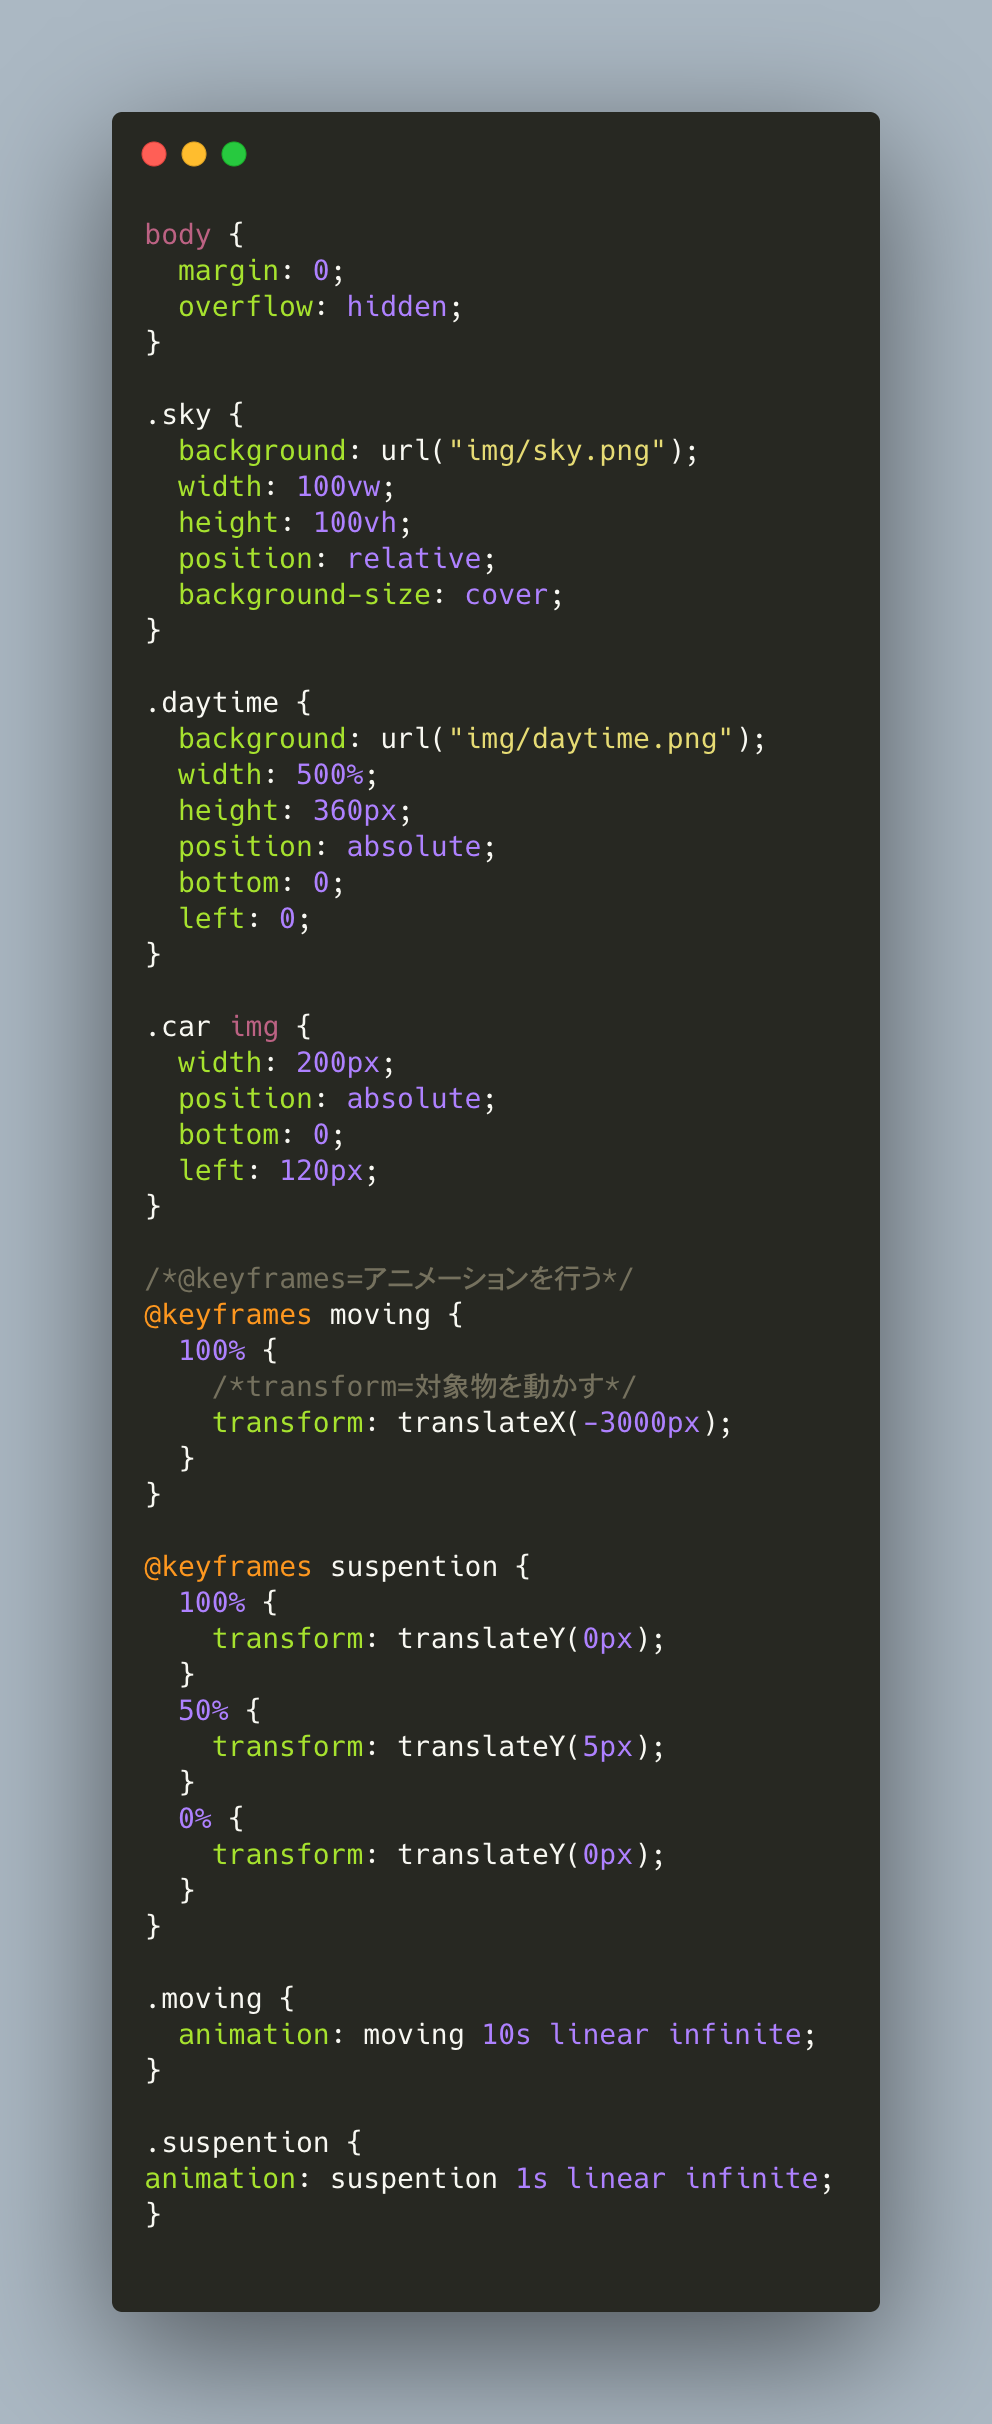 body {
  margin: 0;
  overflow: hidden;
}

.sky {
  background: url("img/sky.png");
  width: 100vw;
  height: 100vh;
  position: relative;
  background-size: cover;
}

.daytime {
  background: url("img/daytime.png");
  width: 500%;
  height: 360px;
  position: absolute;
  bottom: 0;
  left: 0;
}

.car img {
  width: 200px;
  position: absolute;
  bottom: 0;
  left: 120px;
}

/*@keyframes=アニメーションを行う*/
@keyframes moving {
  100% {
    /*transform=対象物を動かす*/
    transform: translateX(-3000px);
  }
}

@keyframes suspention {
  100% {
    transform: translateY(0px);
  }
  50% {
    transform: translateY(5px);
  }
  0% {
    transform: translateY(0px);
  }
}

.moving {
  animation: moving 10s linear infinite;
}

.suspention {
animation: suspention 1s linear infinite;
}